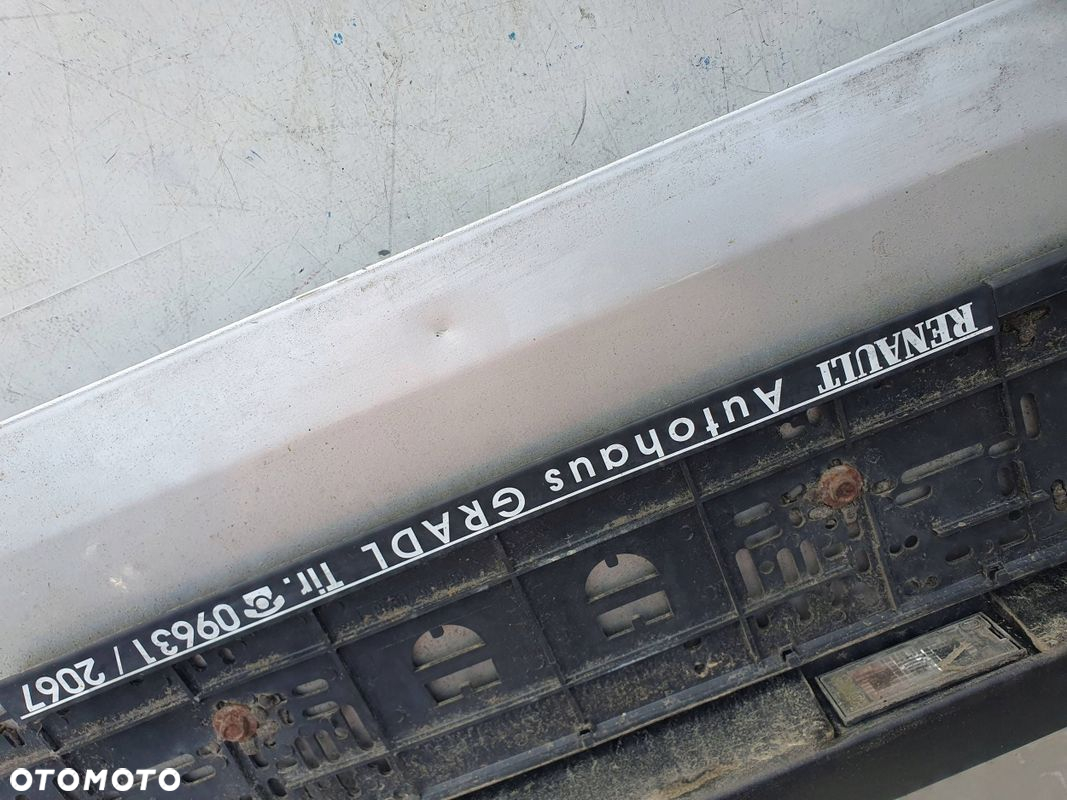 RENAULT Autohaus GRADL Tir. ☎ 09631 / 2067
OTOMOTO